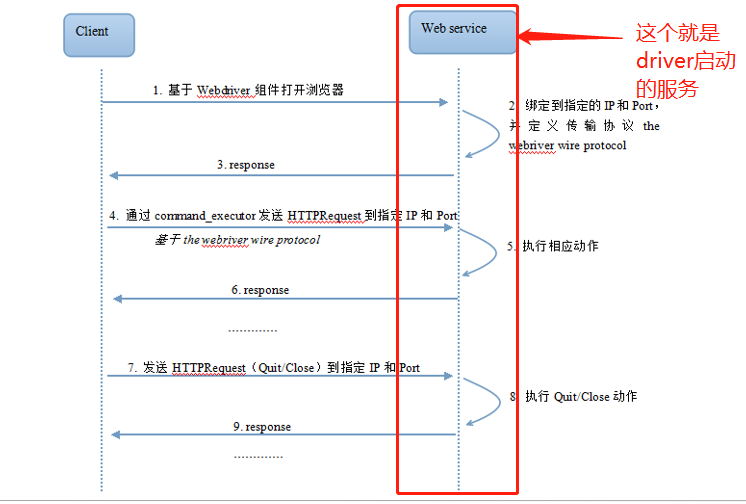 Client
Web service
这个就是
driver启动
的服务
1. 基于 Webdriver 组件打开浏览器
2. 绑定到指定的 IP 和 Port，
并定义传输协议 the
webriver wire protocol
3. response
4. 通过 command_executor 发送 HTTPRequest 到指定 IP 和 Port
基于 the webriver wire protocol
5. 执行相应动作
6. response
.............
7. 发送 HTTPRequest（Quit/Close）到指定 IP 和 Port
8. 执行 Quit/Close 动作
9. response
.............